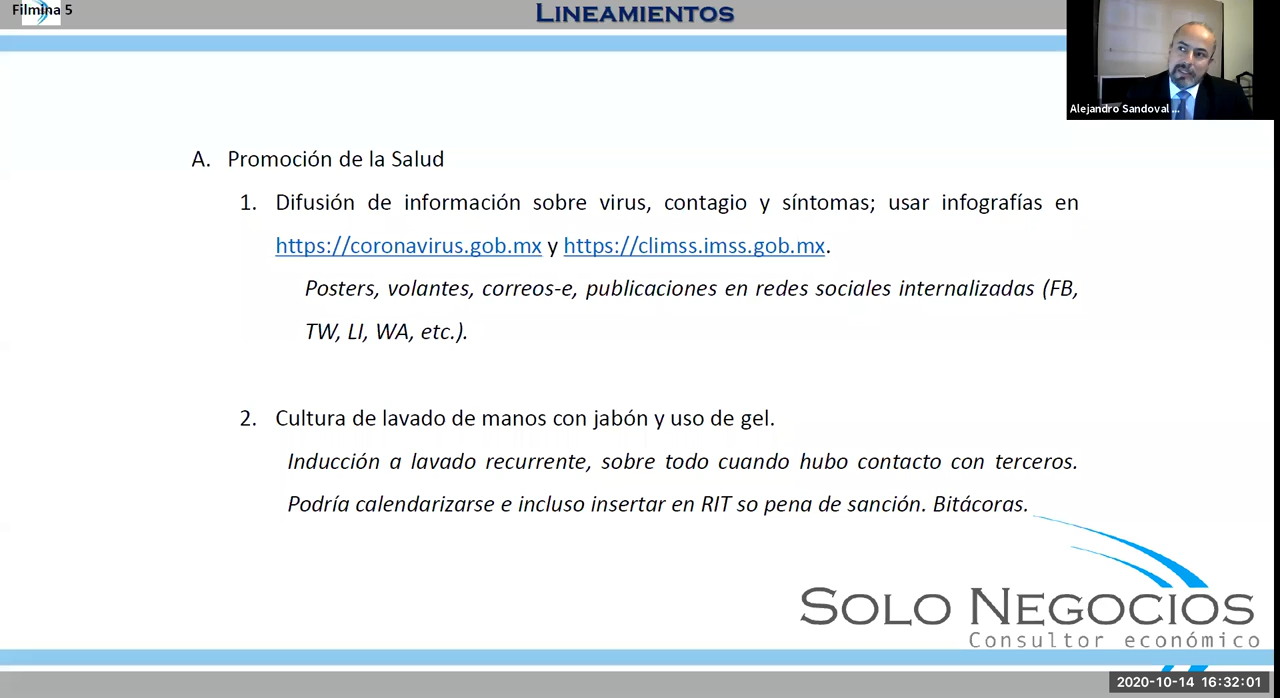 Filmina 5
LINEAMIENTOS
Alejandro Sandoval ...
A. Promoción de la Salud
1. Difusión de información sobre virus, contagio y síntomas; usar infografías en
https://coronavirus.gob.mx y https://climss.imss.gob.mx.
Posters, volantes, correos-e, publicaciones en redes sociales internalizadas (FB,
TW, LI, WA, etc.).
2. Cultura de lavado de manos con jabón y uso de gel.
Inducción a lavado recurrente, sobre todo cuando hubo contacto con terceros.
Podría calendarizarse e incluso insertar en RIT so pena de sanción. Bitácoras.
SOLO NEGOCIOS
Consultor económico
2020-10-14 16:32:01